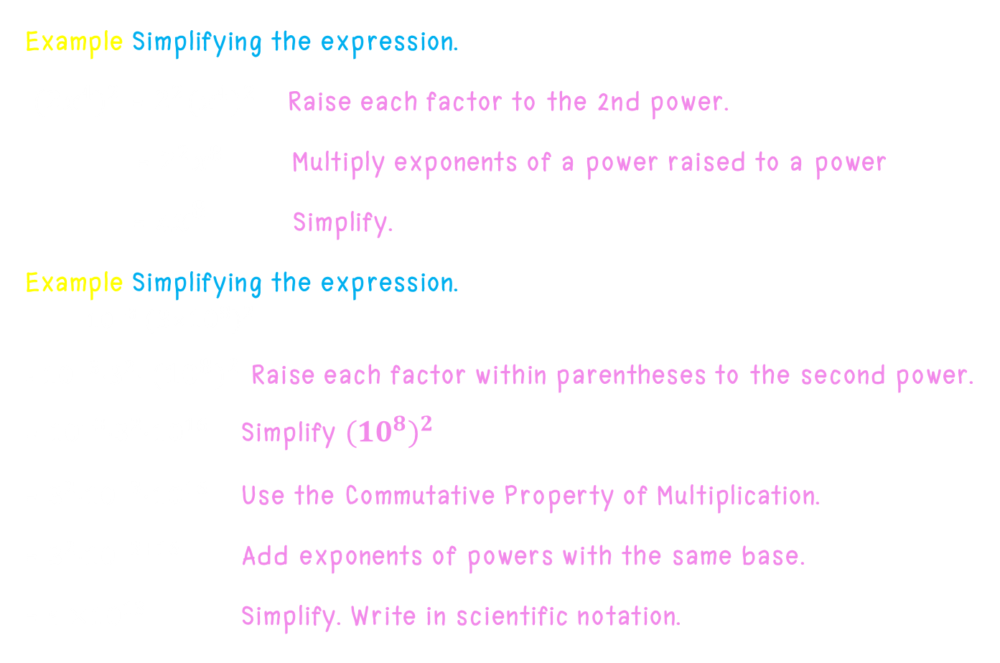 Example Simplifying the expression.
Raise each factor to the 2nd power.
Multiply exponents of a power raised to a power
Simplify.
Example Simplifying the expression.
Raise each factor within parentheses to the second power.
Simplify (10⁸)²
Use the Commutative Property of Multiplication.
Add exponents of powers with the same base.
Simplify. Write in scientific notation.